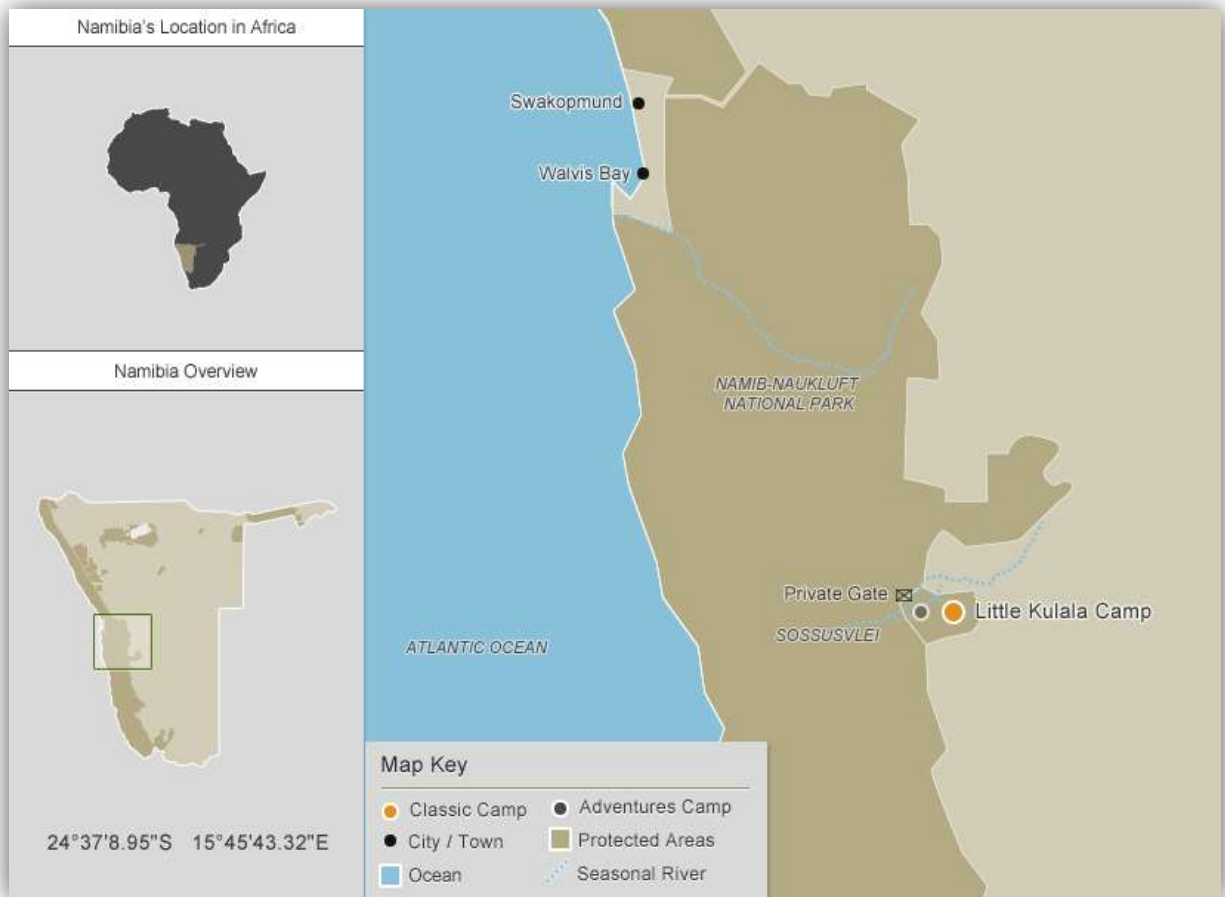 Namibia's Location in Africa
Namibia Overview
24°37'8.95"S 15°45'43.32"E
Swakopmund
Walvis Bay
NAMIB-NAUKLUFT
NATIONAL PARK
Private Gate
Little Kulala Camp
SOSSUSVLEI
ATLANTIC OCEAN
Map Key
Classic Camp
Adventures Camp
City / Town
Protected Areas
Ocean
Seasonal River